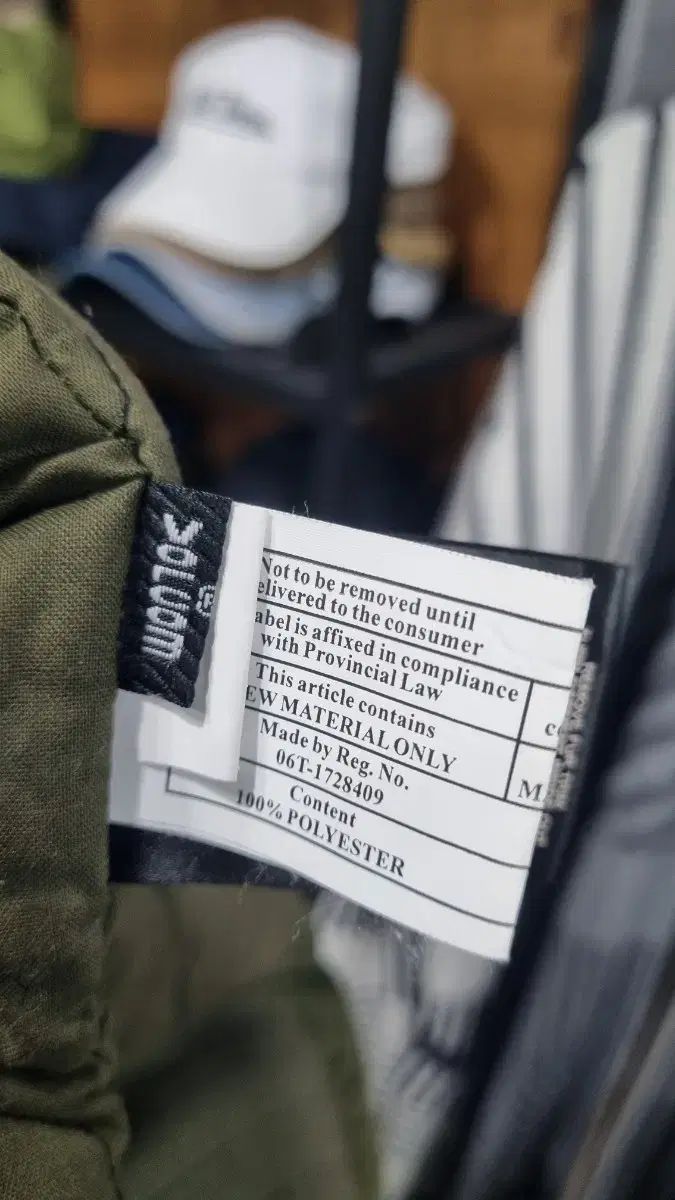 VOLCOM
Not to be removed until
elivered to the consumer
abel is affixed in compliance
with Provincial Law
This article contains
EW MATERIAL ONLY
Made by Reg. No.
06T-1728409
Content
100% POLYESTER